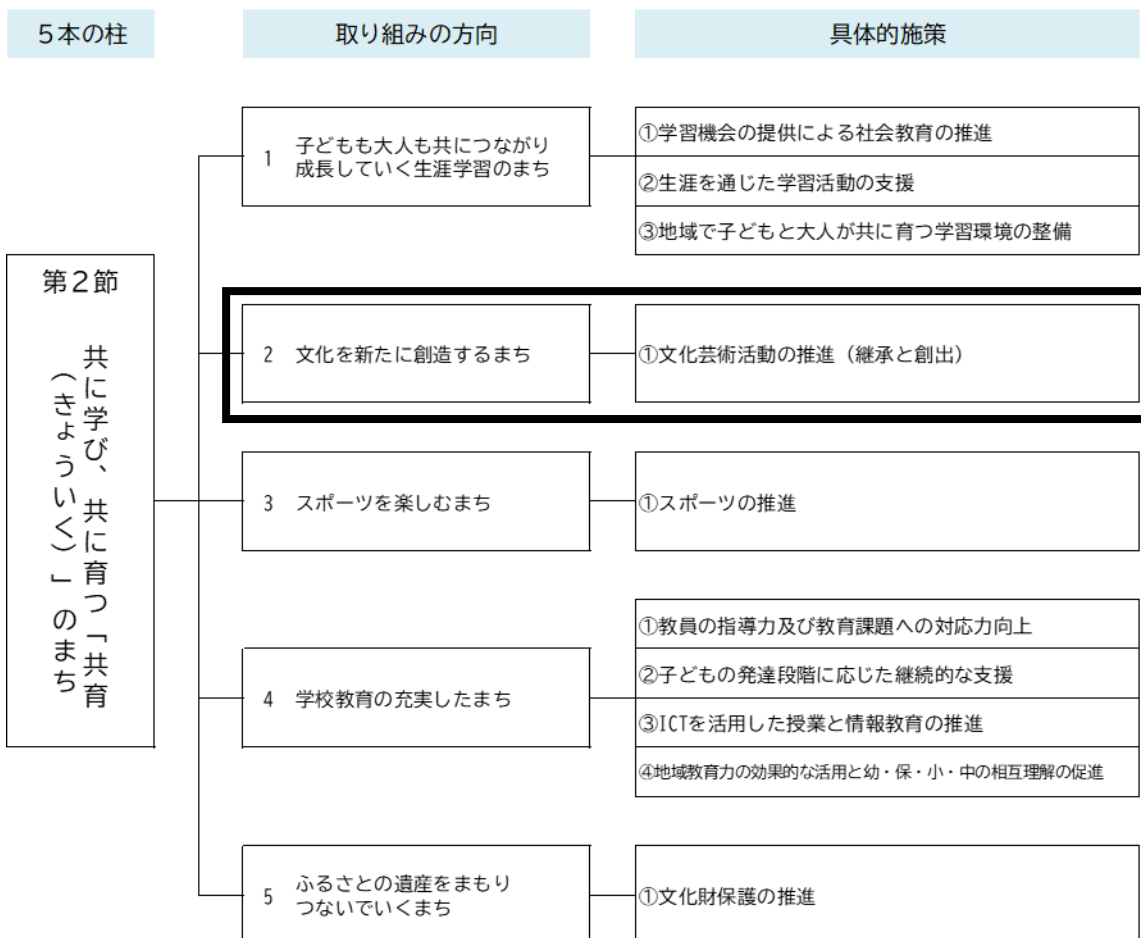 5本の柱
取り組みの方向
具体的施策
第2節
共に学び、共に育つ「共育
(きょういく)」のまち
1 子どもも大人も共につながり
成長していく生涯学習のまち
①学習機会の提供による社会教育の推進
②生涯を通じた学習活動の支援
③地域で子どもと大人が共に育つ学習環境の整備
2 文化を新たに創造するまち
①文化芸術活動の推進(継承と創出)
3 スポーツを楽しむまち
①スポーツの推進
4 学校教育の充実したまち
①教員の指導力及び教育課題への対応力向上
②子どもの発達段階に応じた継続的な支援
③ICTを活用した授業と情報教育の推進
④地域教育力の効果的な活用と幼・保・小・中の相互理解の促進
5 ふるさとの遺産をまもり
つないでいくまち
①文化財保護の推進